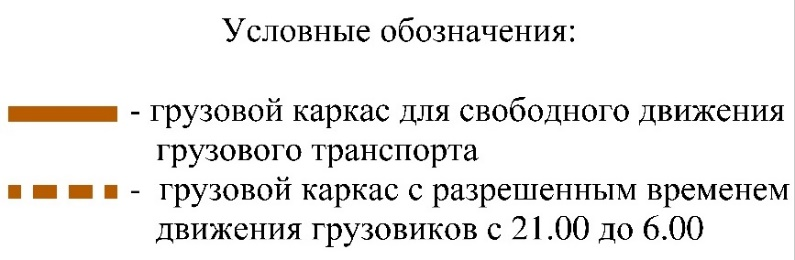 Условные обозначения:
- грузовой каркас для свободного движения
грузового транспорта
- грузовой каркас с разрешенным временем
движения грузовиков с 21.00 до 6.00